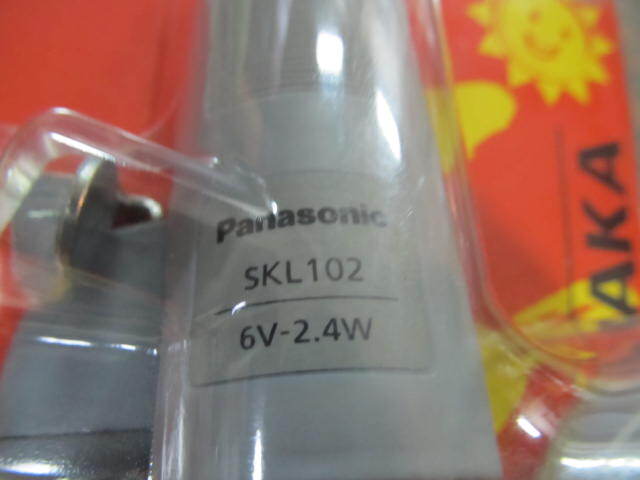 Panasonic
SKL102
6V-2.4W
AKA